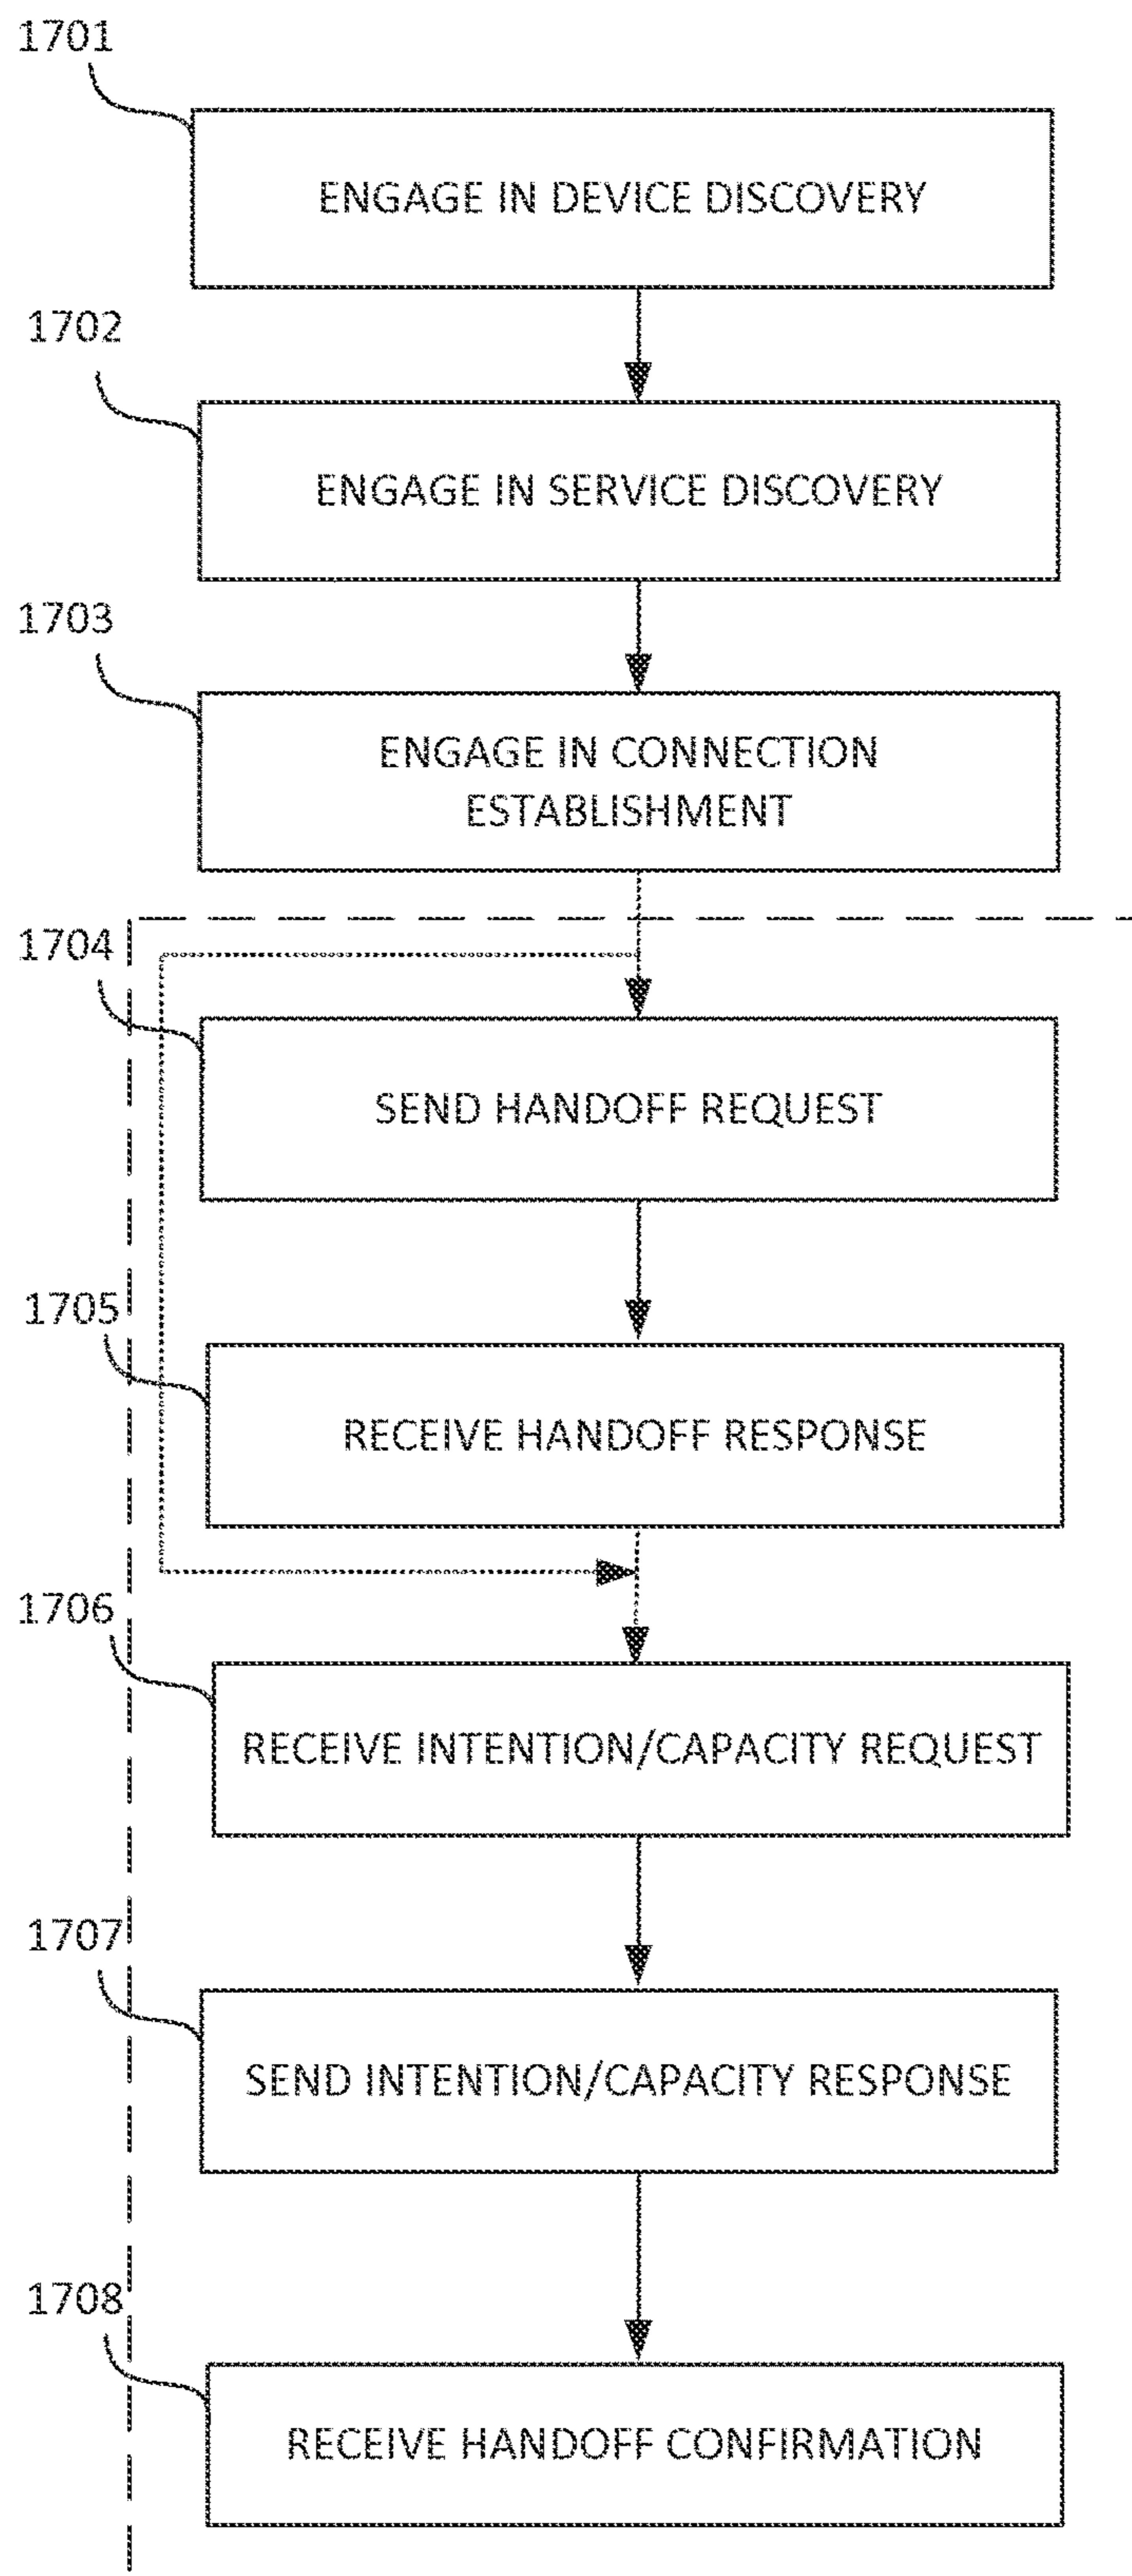 1701
ENGAGE IN DEVICE DISCOVERY
1702
ENGAGE IN SERVICE DISCOVERY
1703
ENGAGE IN CONNECTION
ESTABLISHMENT
1704
SEND HANDOFF REQUEST
1705
RECEIVE HANDOFF RESPONSE
1706
RECEIVE INTENTION/CAPACITY REQUEST
1707
SEND INTENTION/CAPACITY RESPONSE
1708
RECEIVE HANDOFF CONFIRMATION